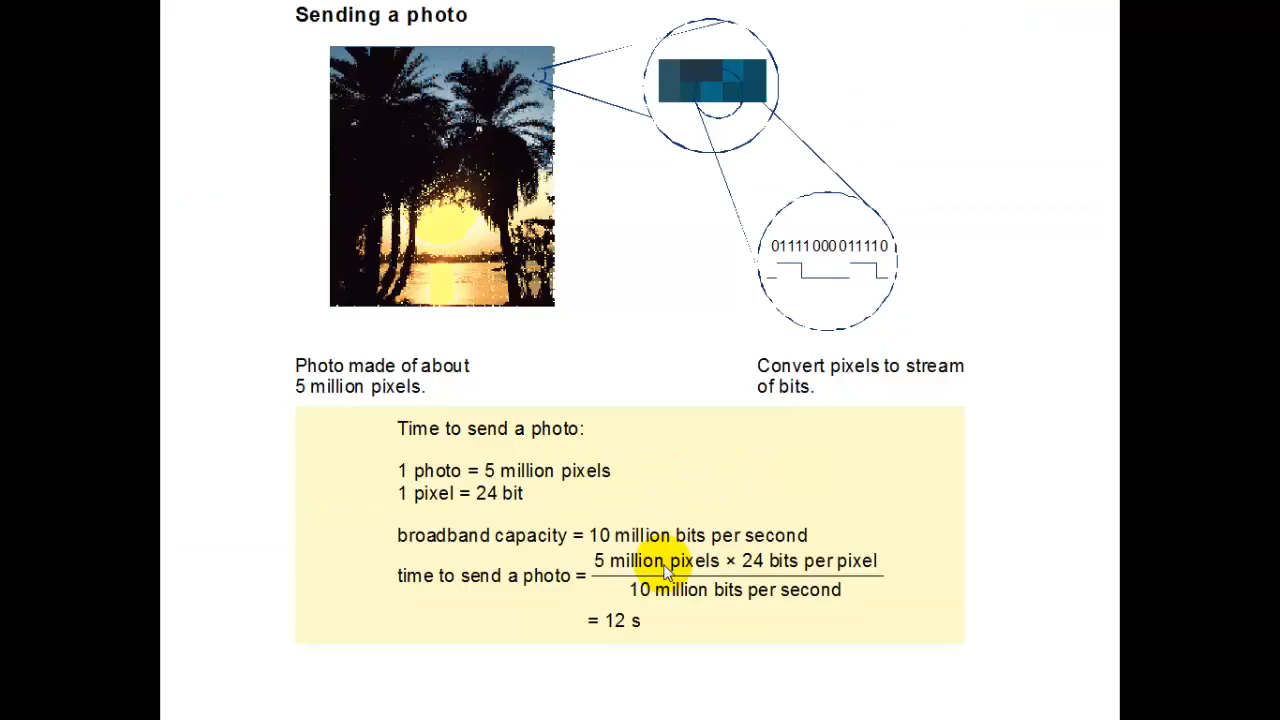 Sending a photo
01111000011110
Photo made of about
5 million pixels.
Convert pixels to stream
of bits.
Time to send a photo:
1 photo = 5 million pixels
1 pixel = 24 bit
broadband capacity = 10 million bits per second
5 million pixels × 24 bits per pixel
time to send a photo =
10 million bits per second
= 12 s